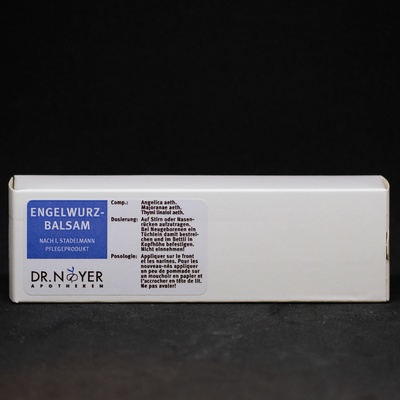 ENGELWURZ-
BALSAM
NACH I. STADELMANN
PFLEGEPRODUKT
DR. NOYER
APOTHEKEN
Comp.: Angelica aeth.
Majoranae aeth.
Thymi linalol aeth.
Dosierung: Auf Stirn oder Nasen-
rücken aufzutragen.
Bei Neugeborenen ein
Tüchlein damit bestrei-
chen und im Bettli in
Kopfhöhe befestigen.
Nicht einnehmen!
Posologie: Appliquer sur le front
et les narines. Pour les
nouveau-nés appliquer
un peu de pommade sur
un mouchoir en papier et
l'accrocher en tête de lit.
Ne pas avaler!